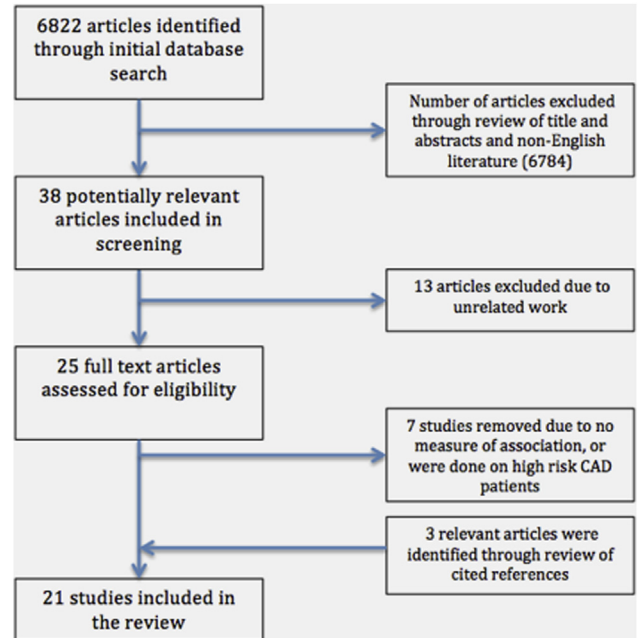 6822 articles identified
through initial database
search
Number of articles excluded
through review of title and
abstracts and non-English
literature (6784)
38 potentially relevant
articles included in
screening
13 articles excluded due to
unrelated work
25 full text articles
assessed for eligibility
7 studies removed due to no
measure of association, or
were done on high risk CAD
patients
3 relevant articles were
identified through review of
cited references
21 studies included in
the review